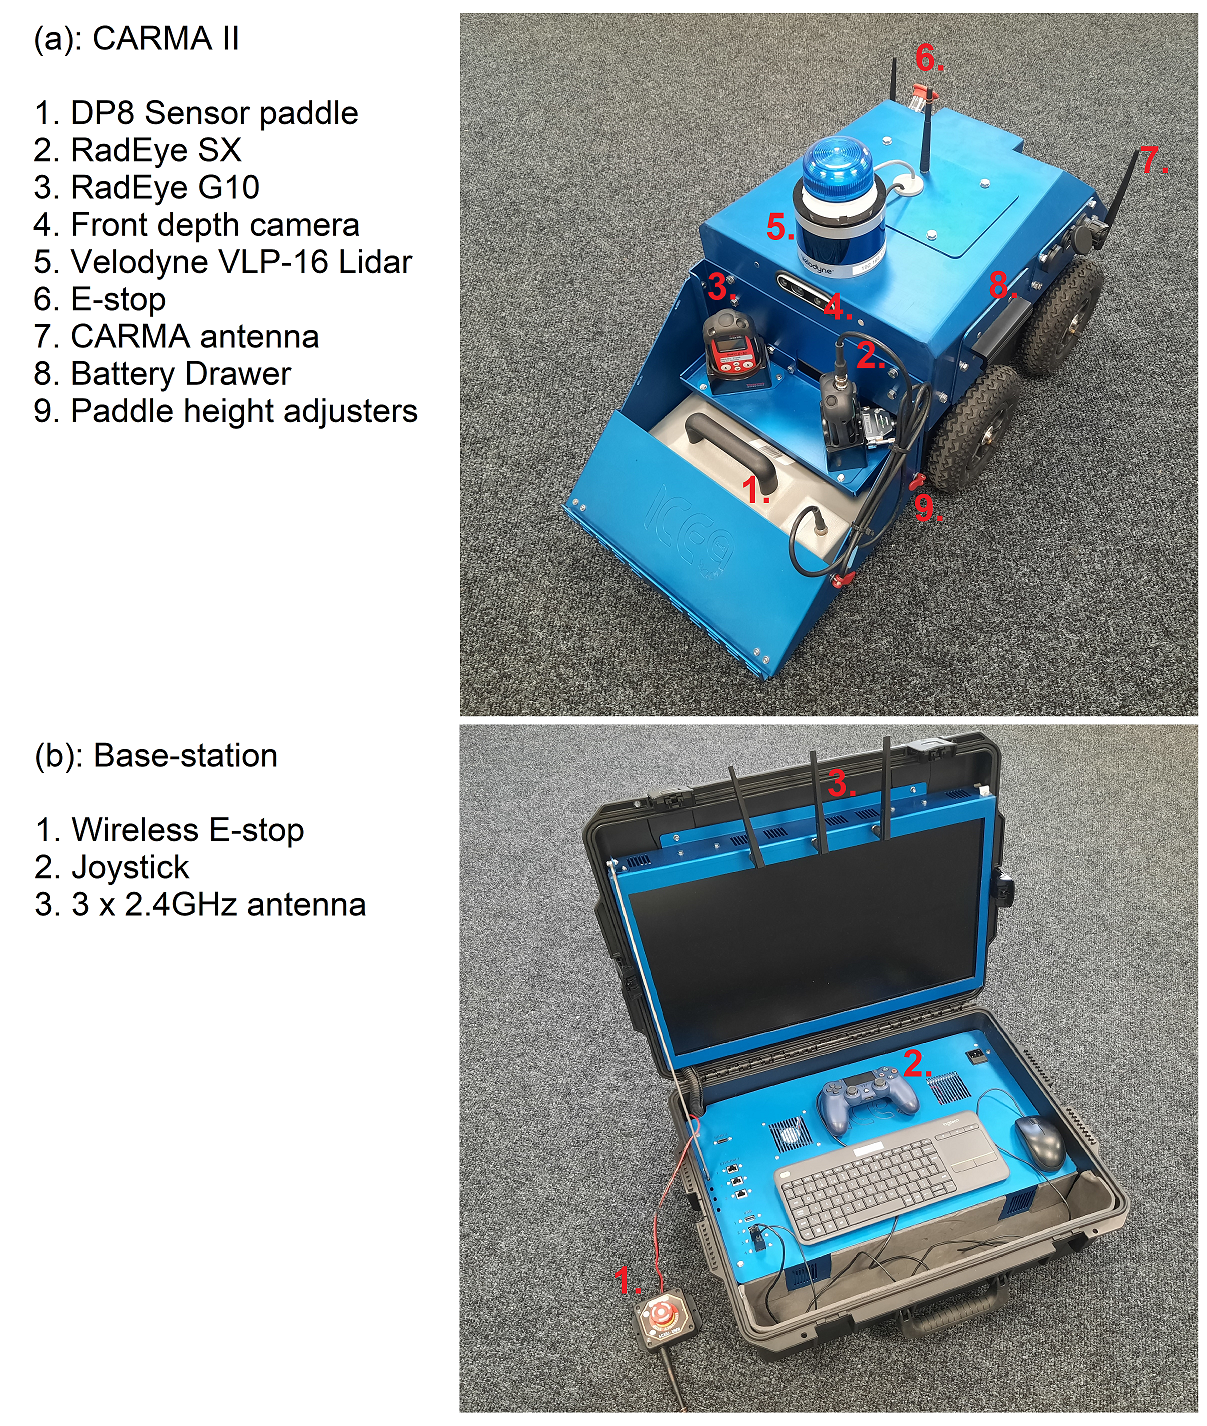 (a): CARMA II
1. DP8 Sensor paddle
2. RadEye SX
3. RadEye G10
4. Front depth camera
5. Velodyne VLP-16 Lidar
6. E-stop
7. CARMA antenna
8. Battery Drawer
9. Paddle height adjusters
6.
7.
5.
Velodyne
8.
3.
4.
2.
1.
9.
(b): Base-station
1. Wireless E-stop
2. Joystick
3. 3 x 2.4GHz antenna
3.
2.
1.